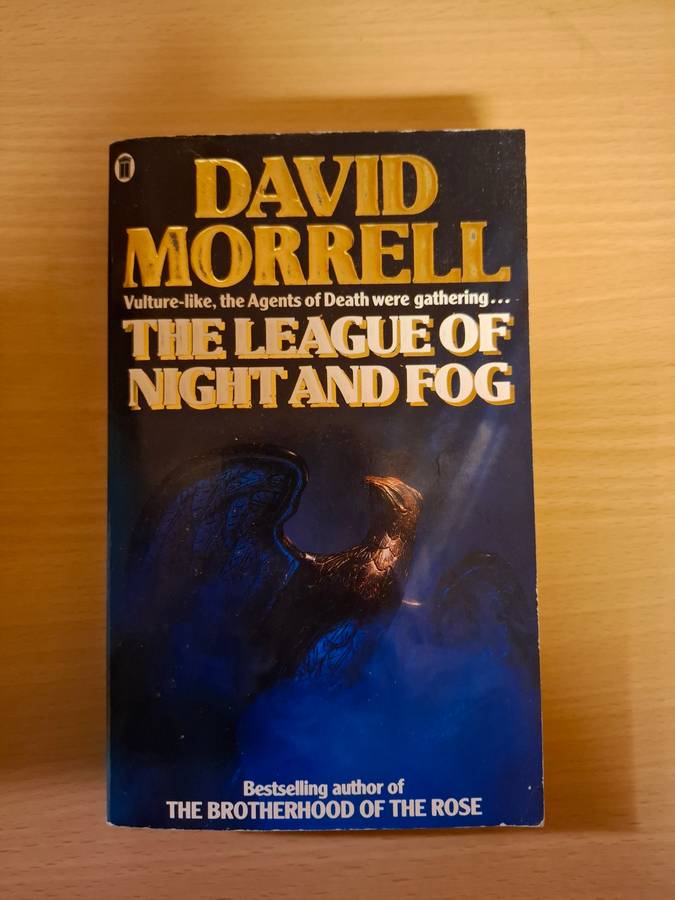 DAVID
MORRELL
Vulture-like, the Agents of Death were gathering...
THE LEAGUE OF
NIGHT AND FOG
Bestselling author of
THE BROTHERHOOD OF THE ROSE